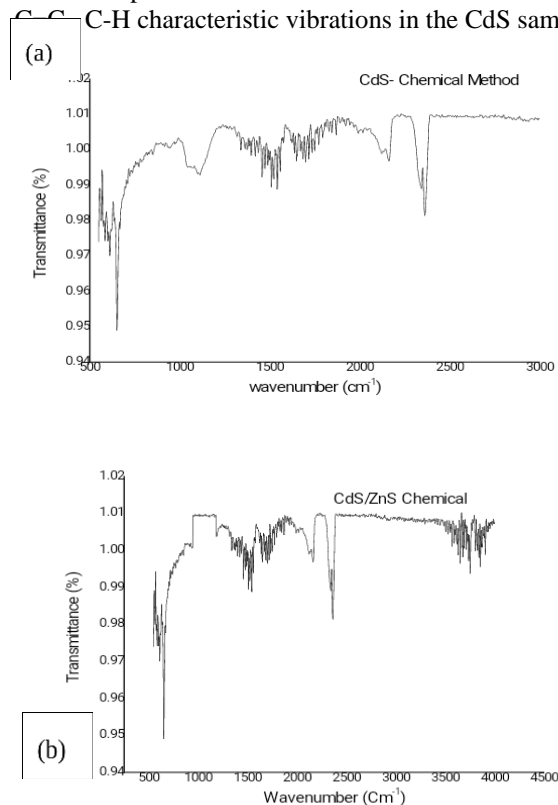 C-H characteristic vibrations in the CdS sam
(a)
CdS- Chemical Method
1.02
1.01
1.00
0.99
0.98
0.97
0.96
0.95
0.94
Transmittance (%)
500 1000 1500 2000 2500 3000
wavenumber (cm⁻¹)
1.02
CdS/ZnS Chemical
1.01
1.00
0.99
0.98
0.97
0.96
0.95
0.94
Transmittance (%)
(b)
500 1000 1500 2000 2500 3000 3500 4000 4500
Wavenumber (Cm⁻¹)